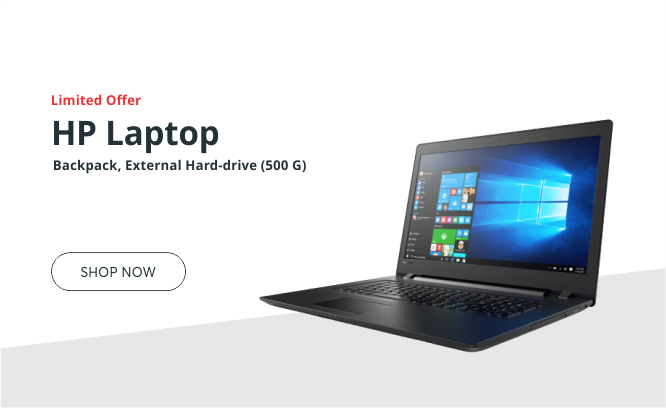 Limited Offer
HP Laptop
Backpack, External Hard-drive (500 G)
SHOP NOW